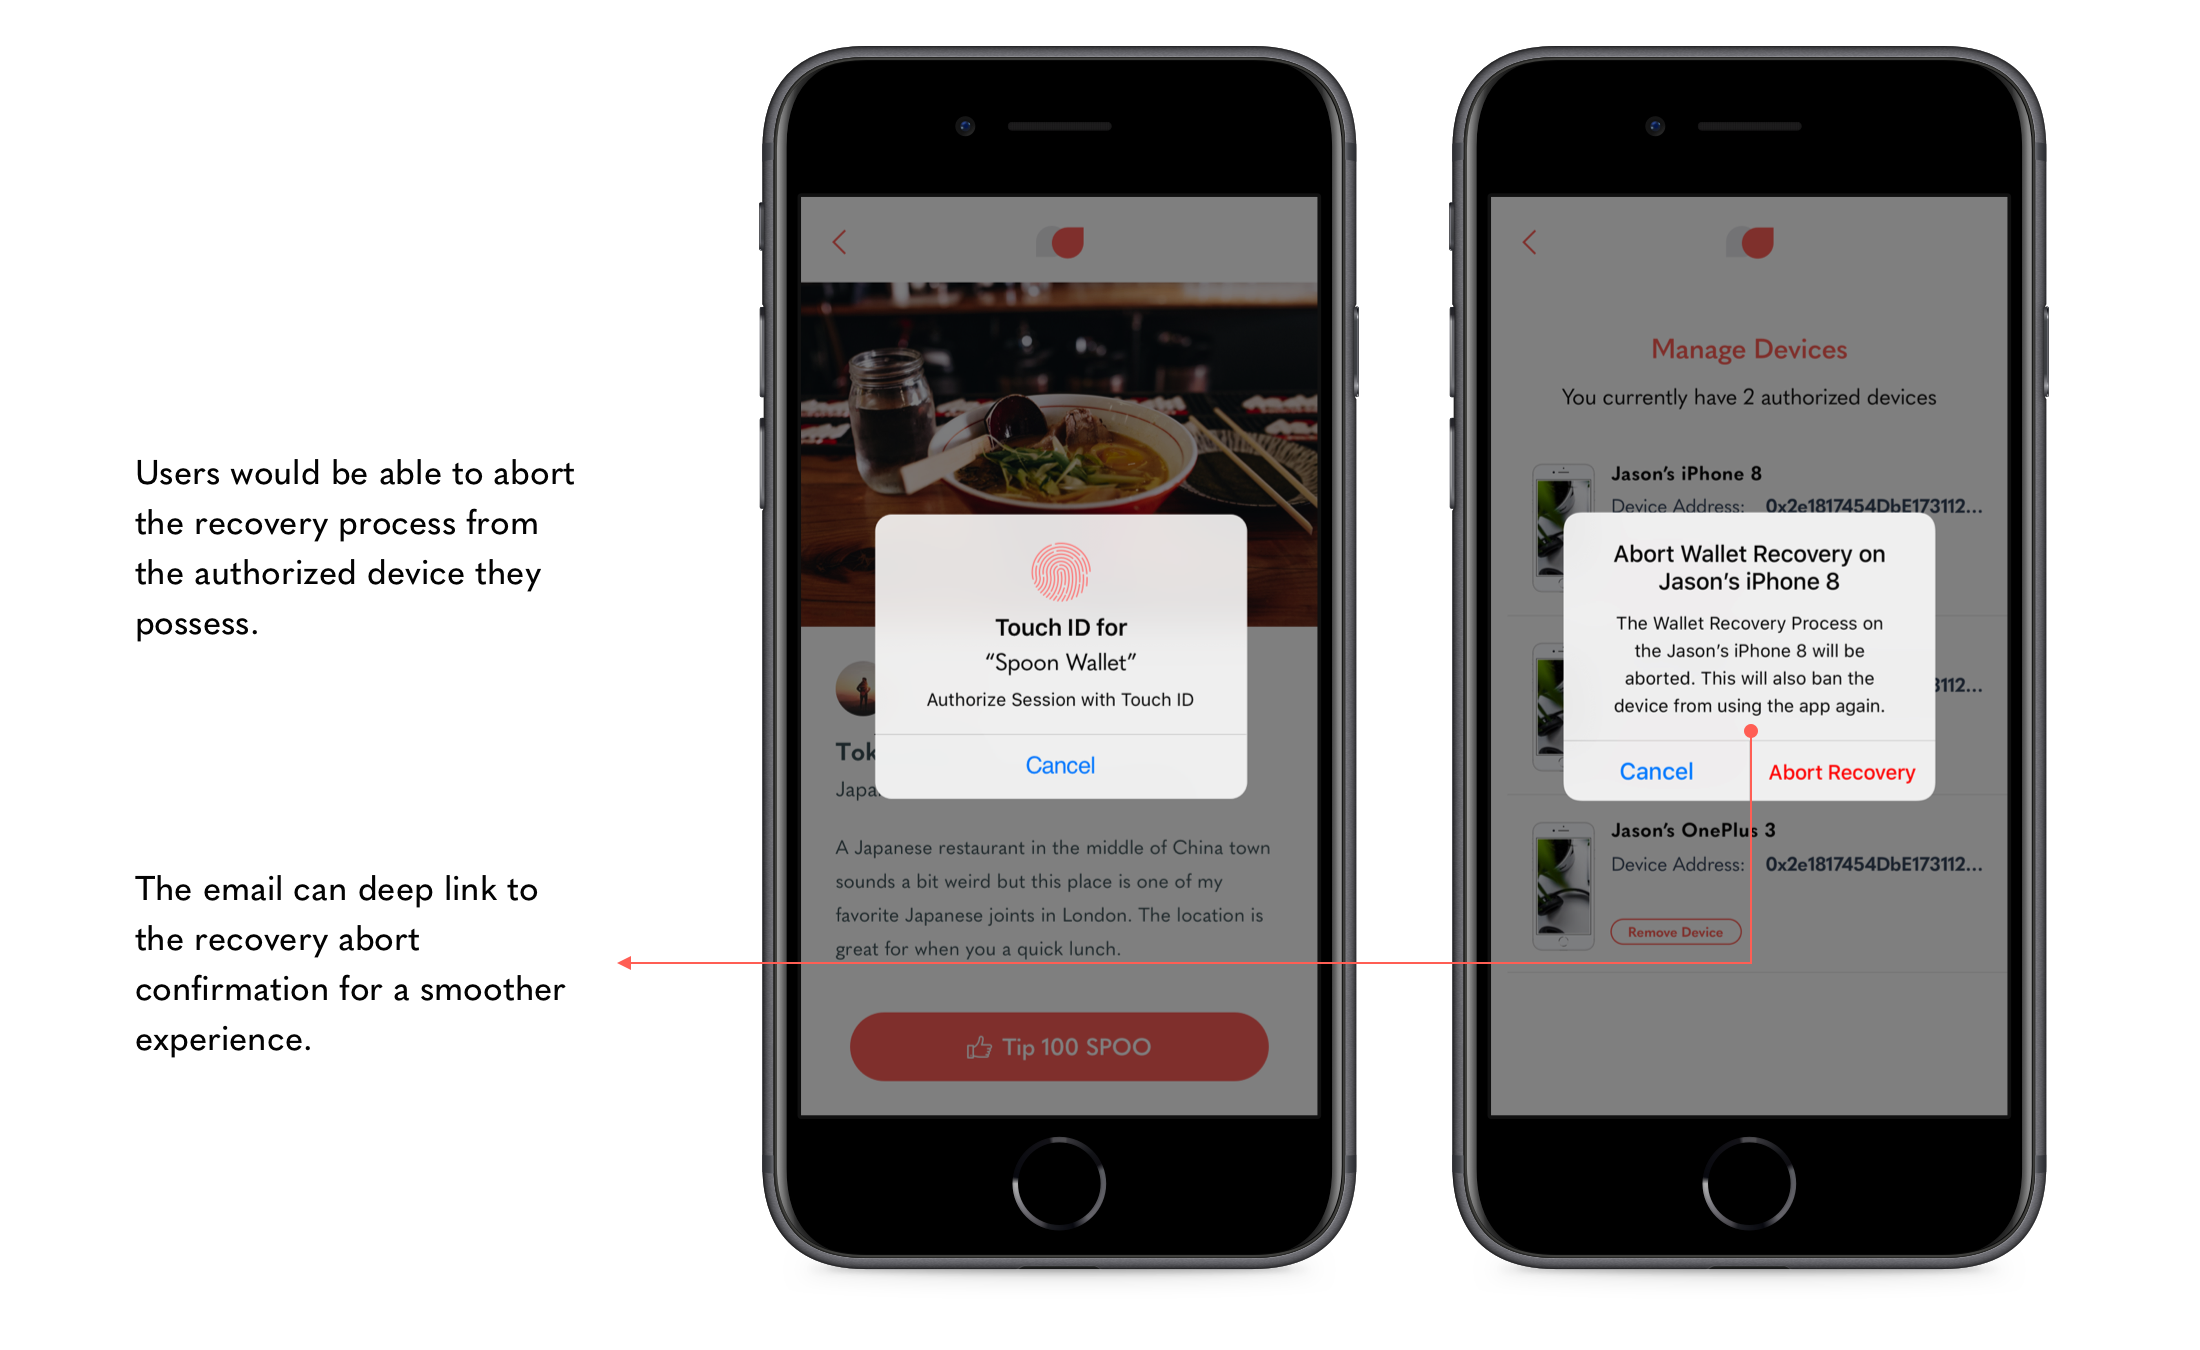 Users would be able to abort
the recovery process from
the authorized device they
possess.
The email can deep link to
the recovery abort
confirmation for a smoother
experience.
Touch ID for
“Spoon Wallet”
Authorize Session with Touch ID
Cancel
A Japanese restaurant in the middle of China town
sounds a bit weird but this place is one of my
favorite Japanese joints in London. The location is
great for when you a quick lunch.
Tip 100 SPOO
Manage Devices
You currently have 2 authorized devices
Jason’s iPhone 8
Device Address: 0x2e1817454DbE173112...
Abort Wallet Recovery on
Jason’s iPhone 8
The Wallet Recovery Process on
the Jason’s iPhone 8 will be
aborted. This will also ban the
device from using the app again.
Cancel Abort Recovery
Jason’s OnePlus 3
Device Address: 0x2e1817454DbE173112...
Remove Device